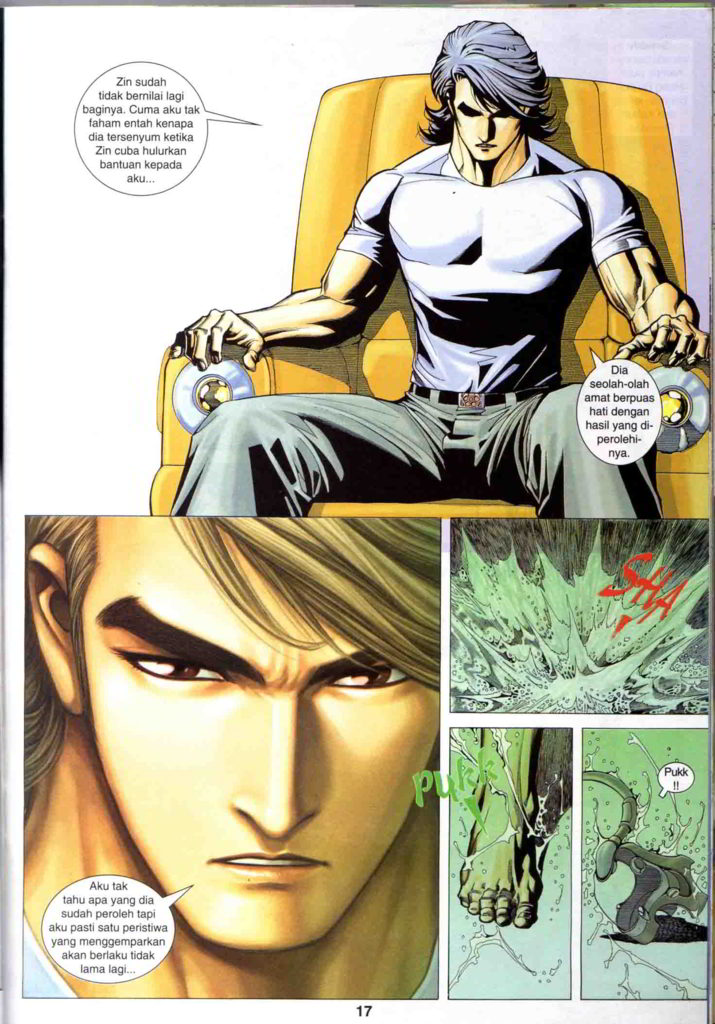 Zin sudah
tidak bernilai lagi
baginya. Cuma aku tak
faham entah kenapa
dia tersenyum ketika
Zin cuba hulurkan
bantuan kepada
aku...
Dia
seolah-olah
amat berpuas
hati dengan
hasil yang di-
perolehi-
nya.
Aku tak
tahu apa yang dia
sudah peroleh tapi
aku pasti satu peristiwa
yang menggemparkan
akan berlaku tidak
lama lagi...
SHA
!
Pukk
!
Pukk
!!
17